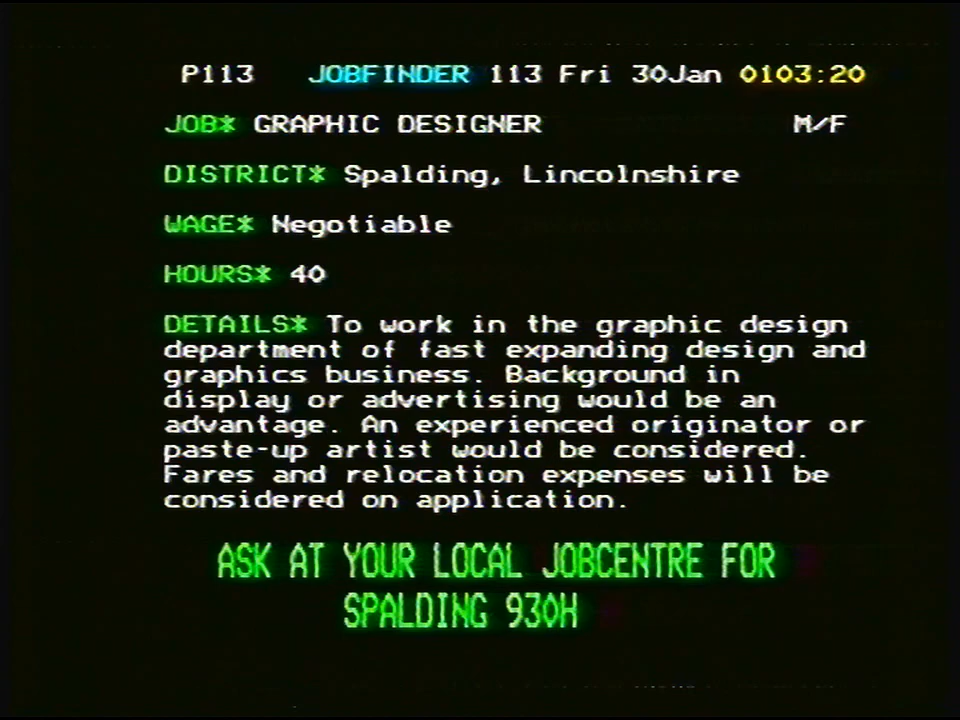 P113 JOBFINDER 113 Fri 30Jan 0103:20
JOB* GRAPHIC DESIGNER M/F
DISTRICT* Spalding, Lincolnshire
WAGE* Negotiable
HOURS* 40
DETAILS* To work in the graphic design
department of fast expanding design and
graphics business. Background in
display or advertising would be an
advantage. An experienced originator or
paste-up artist would be considered.
Fares and relocation expenses will be
considered on application.
ASK AT YOUR LOCAL JOBCENTRE FOR
SPALDING 930H